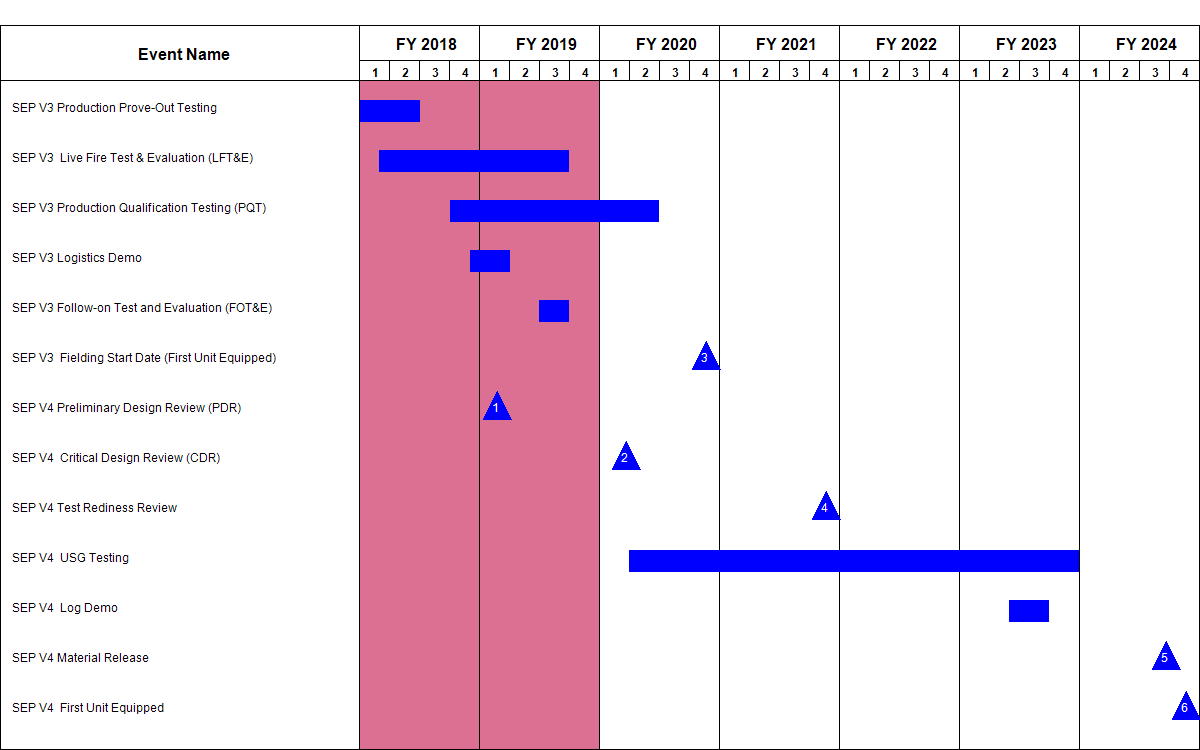 Event Name FY 2018 FY 2019 FY 2020 FY 2021 FY 2022 FY 2023 FY 2024
1 2 3 4 1 2 3 4 1 2 3 4 1 2 3 4 1 2 3 4 1 2 3 4 1 2 3 4
SEP V3 Production Prove-Out Testing
SEP V3 Live Fire Test & Evaluation (LFT&E)
SEP V3 Production Qualification Testing (PQT)
SEP V3 Logistics Demo
SEP V3 Follow-on Test and Evaluation (FOT&E)
SEP V3 Fielding Start Date (First Unit Equipped) 3
SEP V4 Preliminary Design Review (PDR) 1
SEP V4 Critical Design Review (CDR) 2
SEP V4 Test Rediness Review 4
SEP V4 USG Testing
SEP V4 Log Demo
SEP V4 Material Release 5
SEP V4 First Unit Equipped 6